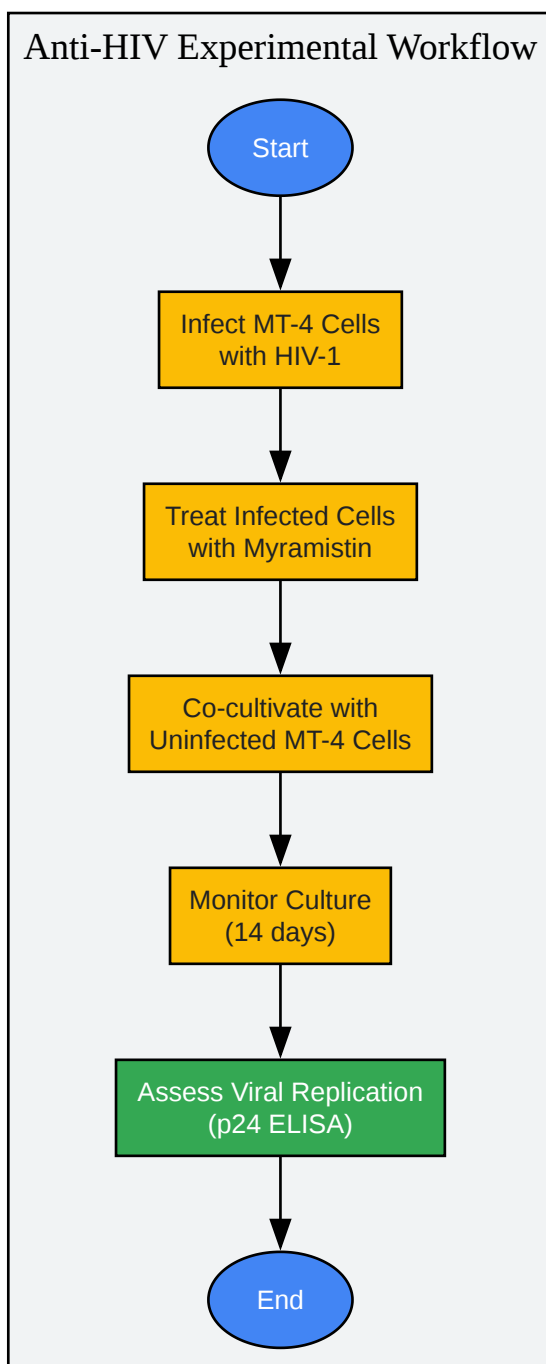 Anti-HIV Experimental Workflow
Start
Infect MT-4 Cells
with HIV-1
Treat Infected Cells
with Myramistin
Co-cultivate with
Uninfected MT-4 Cells
Monitor Culture
(14 days)
Assess Viral Replication
(p24 ELISA)
End